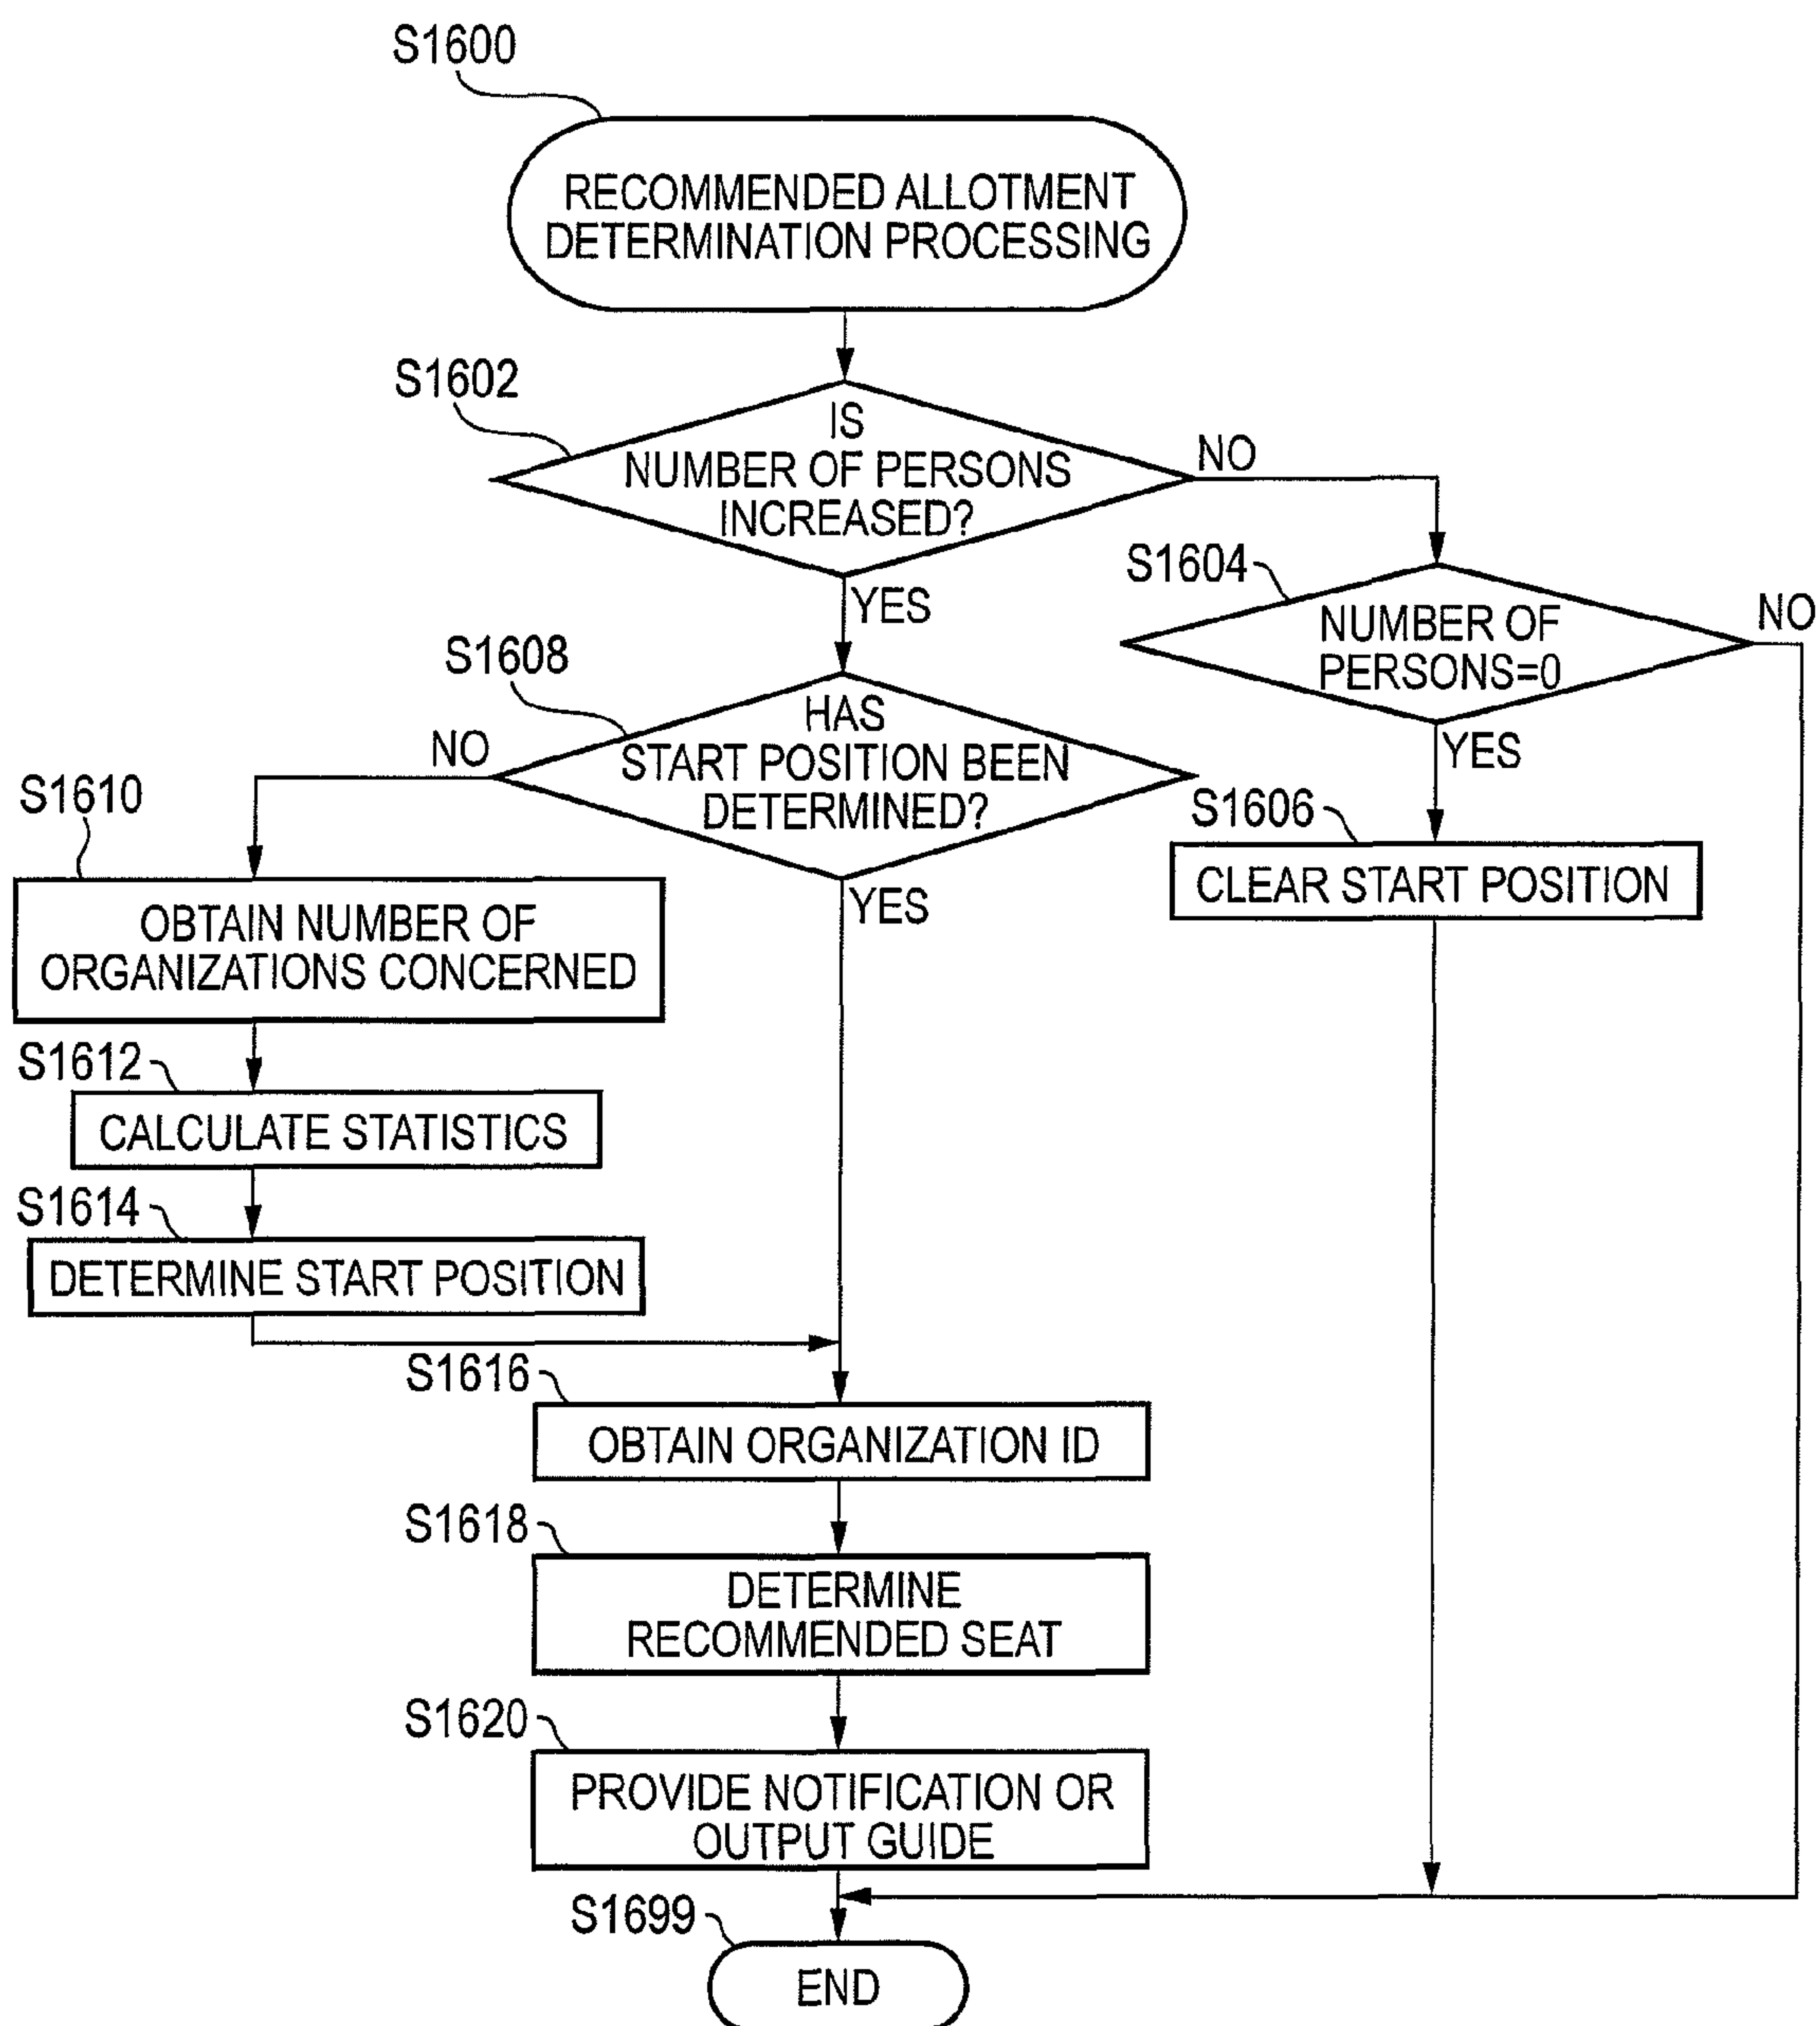 S1600
RECOMMENDED ALLOTMENT
DETERMINATION PROCESSING
S1602
IS
NUMBER OF PERSONS
INCREASED?
NO
YES
S1604
NUMBER OF
PERSONS=0
NO
YES
S1606
CLEAR START POSITION
S1608
HAS
START POSITION BEEN
DETERMINED?
NO
YES
S1610
OBTAIN NUMBER OF
ORGANIZATIONS CONCERNED
S1612
CALCULATE STATISTICS
S1614
DETERMINE START POSITION
S1616
OBTAIN ORGANIZATION ID
S1618
DETERMINE
RECOMMENDED SEAT
S1620
PROVIDE NOTIFICATION OR
OUTPUT GUIDE
S1699
END